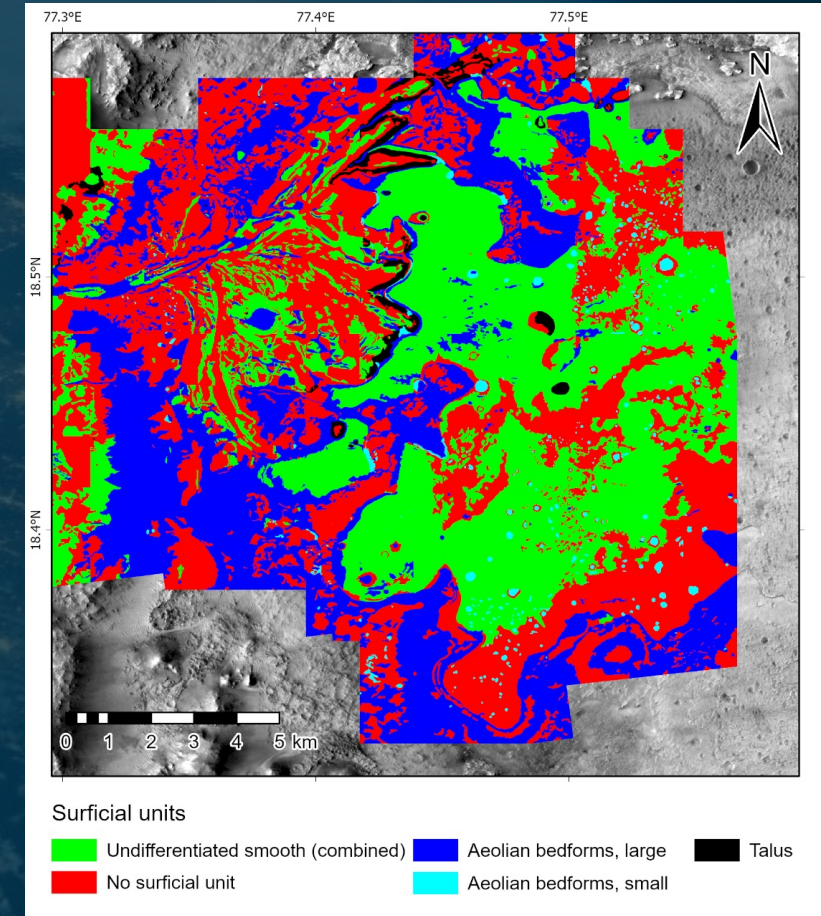 77.3°E 77.4°E 77.5°E
N
18.5°N
18.4°N
0 1 2 3 4 5 km
Surficial units
Undifferentiated smooth (combined) Aeolian bedforms, large Talus
No surficial unit Aeolian bedforms, small